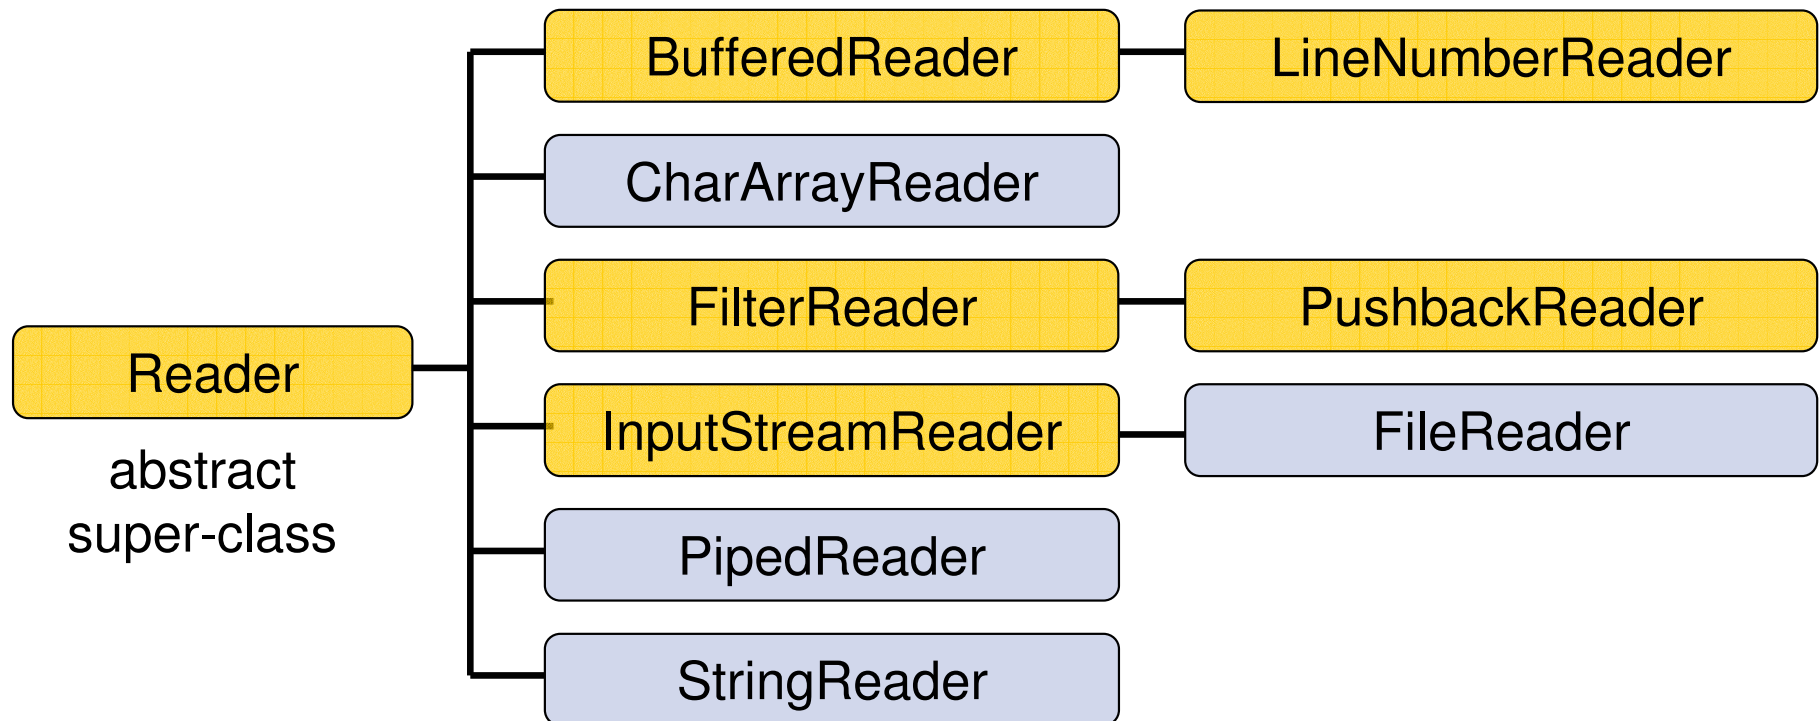 BufferedReader
LineNumberReader
CharArrayReader
FilterReader
PushbackReader
Reader
abstract
super-class
InputStreamReader
FileReader
PipedReader
StringReader